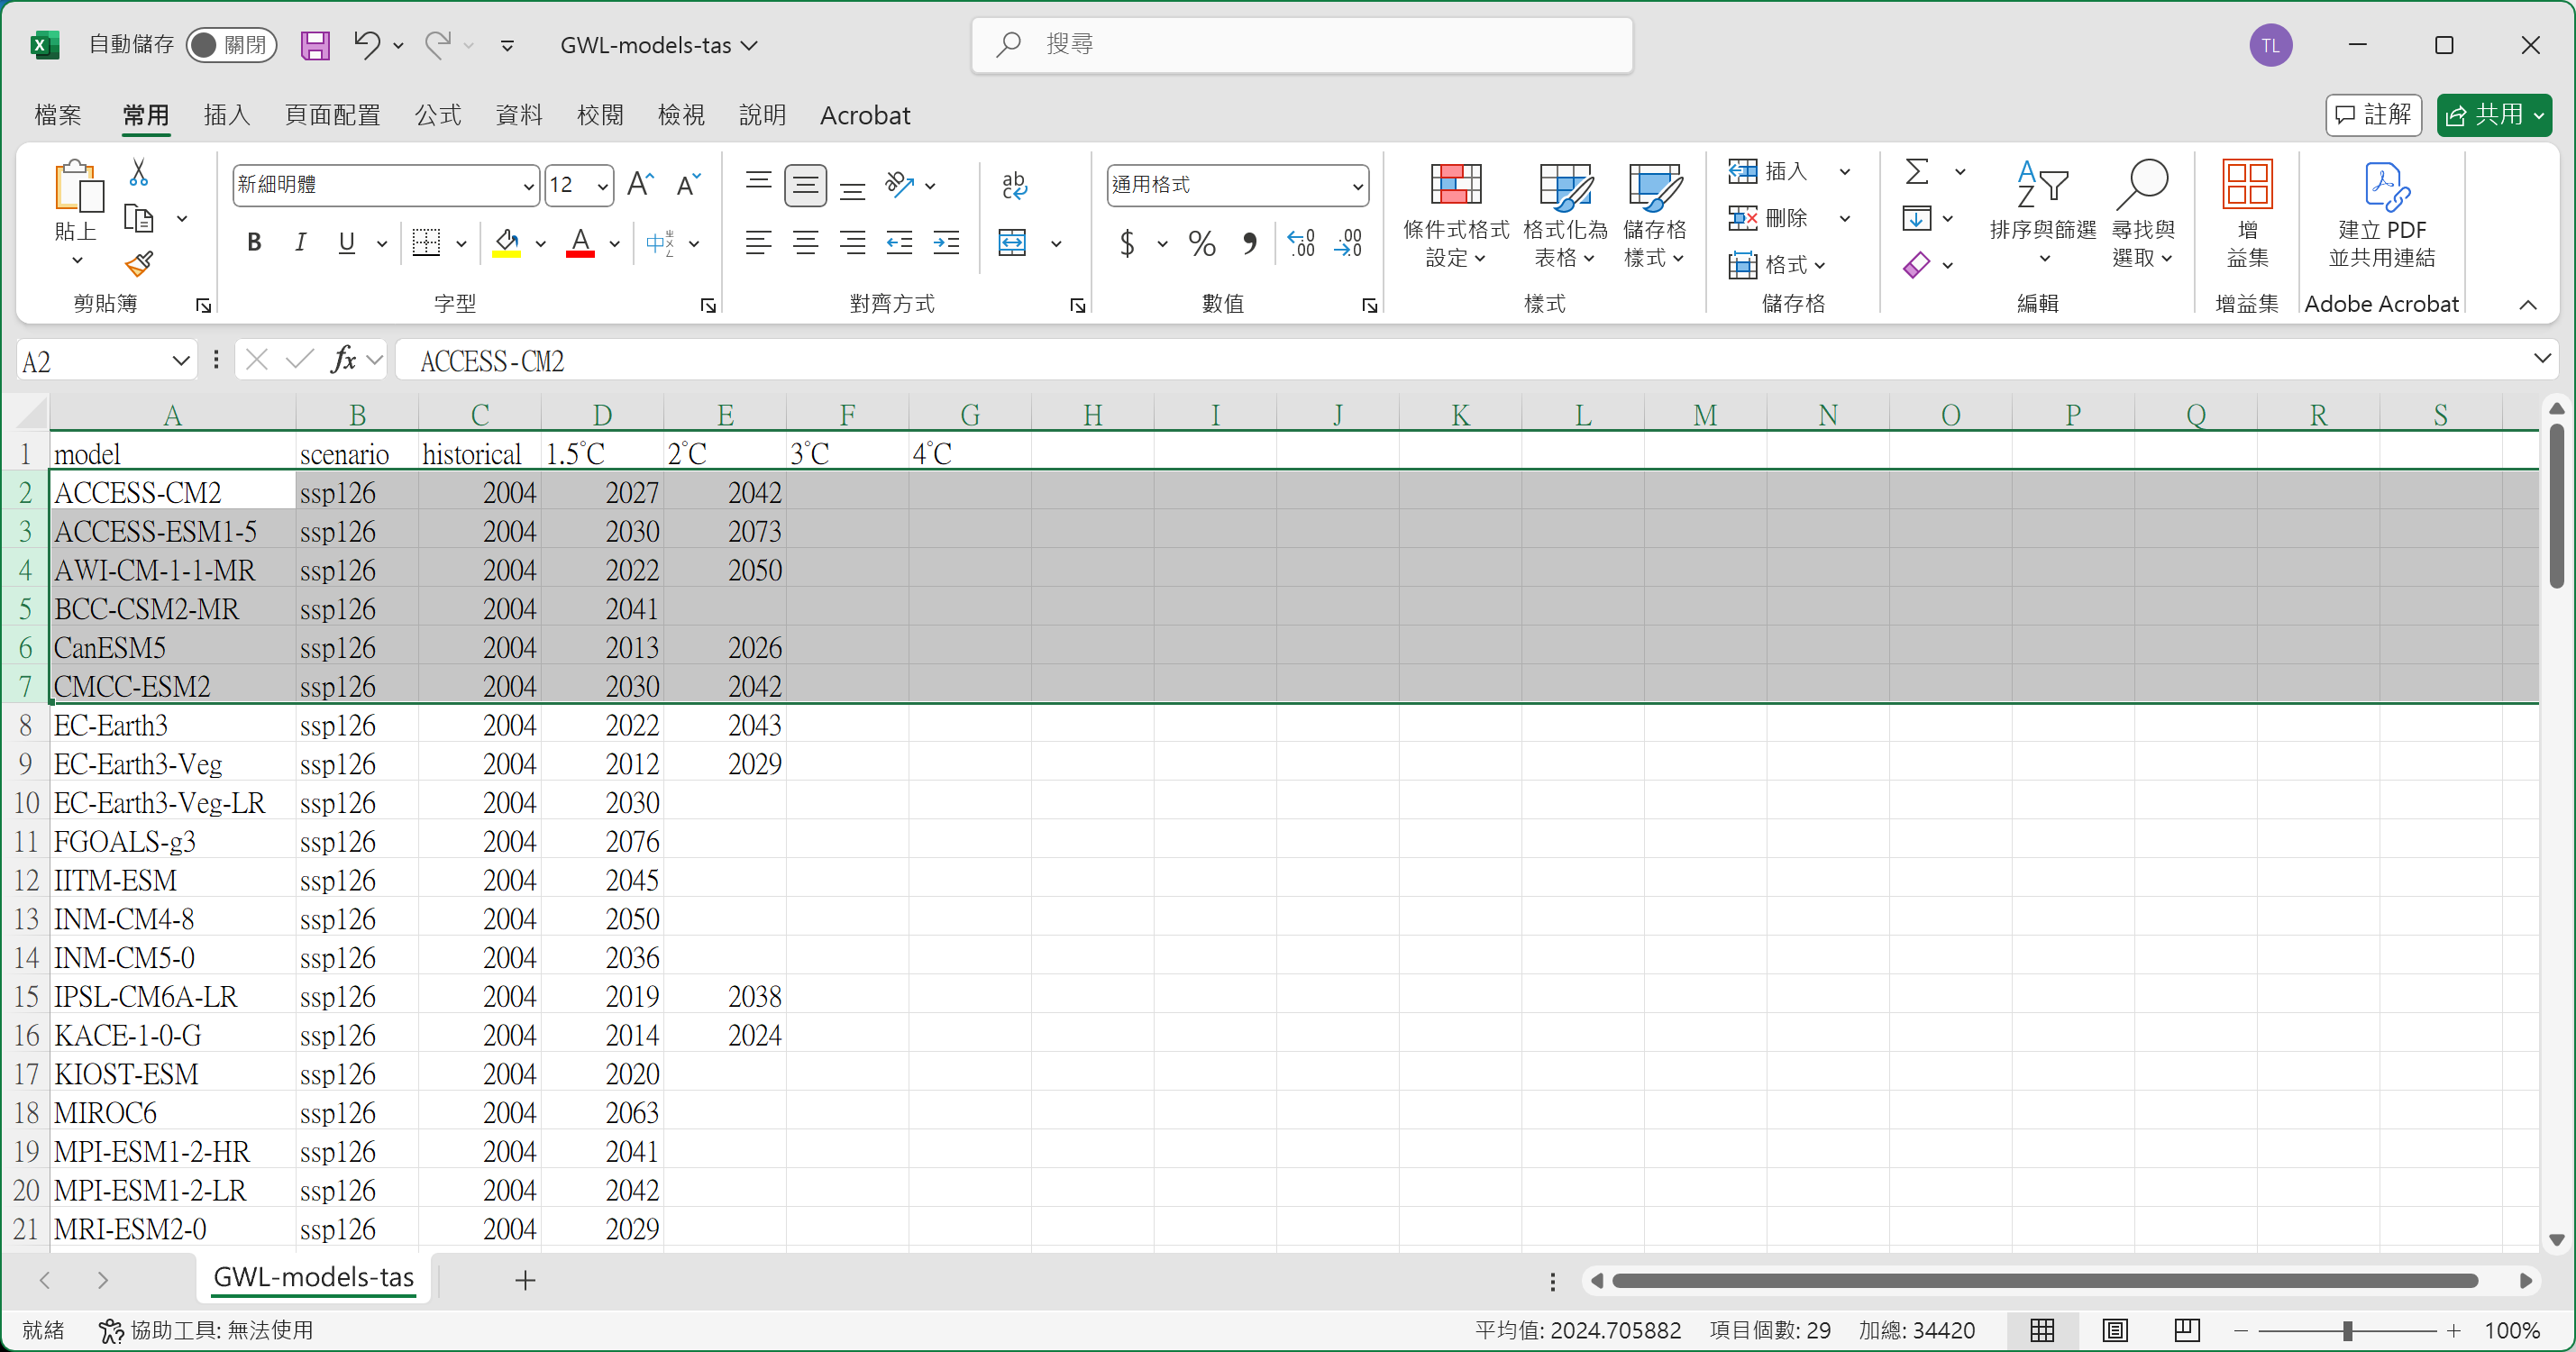 自動儲存 關閉 GWL-models-tas 搜尋 TL
檔案 常用 插入 頁面配置 公式 資料 校閱 檢視 說明 Acrobat 註解 共用
貼上
剪貼簿
新細明體 12
B I U A
字型
ab
對齊方式
通用格式
$ % , .00
數值
條件式格式設定
格式化為表格
儲存格樣式
樣式
插入
刪除
格式
儲存格
排序與篩選
尋找與選取
編輯
增益集
增益集
建立 PDF
並共用連結
Adobe Acrobat
A2 fx ACCESS-CM2
A B C D E F G H I J K L M N O P Q R S
1 model scenario historical 1.5°C 2°C 3°C 4°C
2 ACCESS-CM2 ssp126 2004 2027 2042
3 ACCESS-ESM1-5 ssp126 2004 2030 2073
4 AWI-CM-1-1-MR ssp126 2004 2022 2050
5 BCC-CSM2-MR ssp126 2004 2041
6 CanESM5 ssp126 2004 2013 2026
7 CMCC-ESM2 ssp126 2004 2030 2042
8 EC-Earth3 ssp126 2004 2022 2043
9 EC-Earth3-Veg ssp126 2004 2012 2029
10 EC-Earth3-Veg-LR ssp126 2004 2030
11 FGOALS-g3 ssp126 2004 2076
12 IITM-ESM ssp126 2004 2045
13 INM-CM4-8 ssp126 2004 2050
14 INM-CM5-0 ssp126 2004 2036
15 IPSL-CM6A-LR ssp126 2004 2019 2038
16 KACE-1-0-G ssp126 2004 2014 2024
17 KIOST-ESM ssp126 2004 2020
18 MIROC6 ssp126 2004 2063
19 MPI-ESM1-2-HR ssp126 2004 2041
20 MPI-ESM1-2-LR ssp126 2004 2042
21 MRI-ESM2-0 ssp126 2004 2029
GWL-models-tas
就緒 協助工具: 無法使用 平均值: 2024.705882 項目個數: 29 加總: 34420 100%